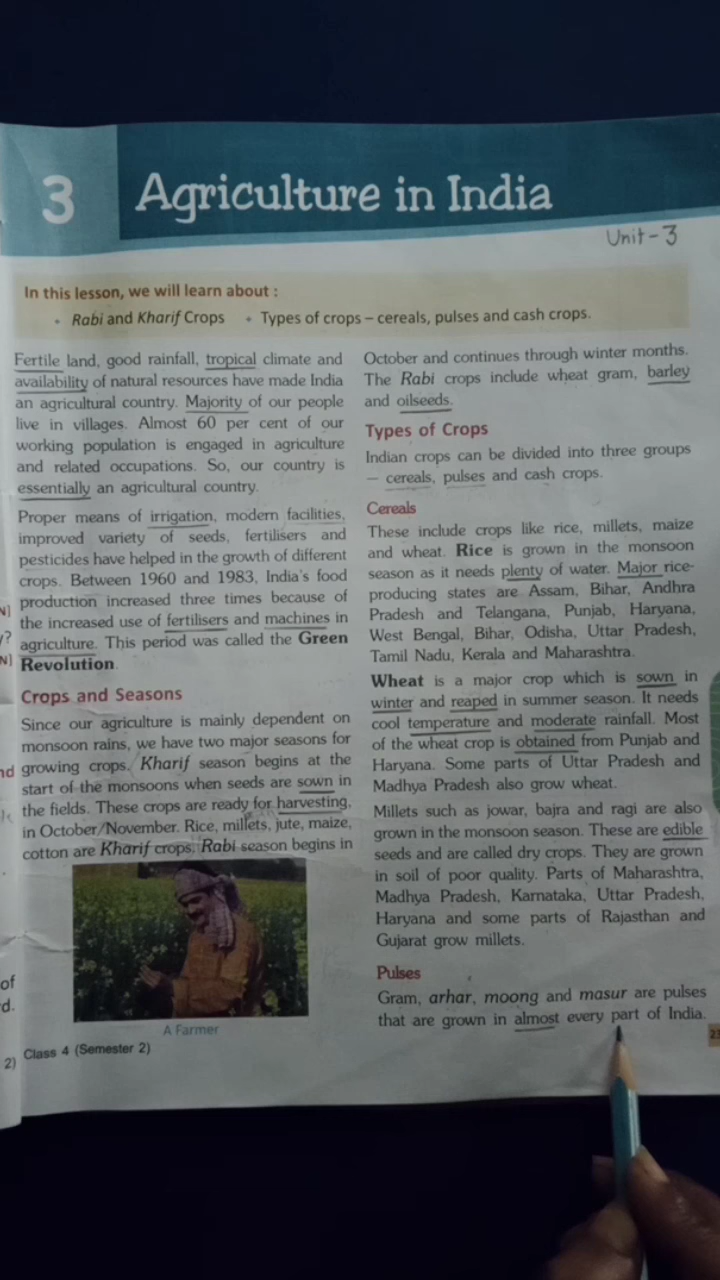 3
Agriculture in India
Unit-3
In this lesson, we will learn about :
• Rabi and Kharif Crops • Types of crops – cereals, pulses and cash crops.
Fertile land, good rainfall, tropical climate and
availability of natural resources have made India
an agricultural country. Majority of our people
live in villages. Almost 60 per cent of our
working population is engaged in agriculture
and related occupations. So, our country is
essentially an agricultural country.
Proper means of irrigation, modern facilities,
improved variety of seeds, fertilisers and
pesticides have helped in the growth of different
crops. Between 1960 and 1983, India's food
production increased three times because of
the increased use of fertilisers and machines in
agriculture. This period was called the Green
Revolution.
Crops and Seasons
Since our agriculture is mainly dependent on
monsoon rains, we have two major seasons for
growing crops. Kharif season begins at the
start of the monsoons when seeds are sown in
the fields. These crops are ready for harvesting,
in October/November. Rice, millets, jute, maize,
cotton are Kharif crops. Rabi season begins in
A Farmer
Class 4 (Semester 2)
October and continues through winter months.
The Rabi crops include wheat gram, barley
and oilseeds.
Types of Crops
Indian crops can be divided into three groups
– cereals, pulses and cash crops.
Cereals
These include crops like rice, millets, maize
and wheat. Rice is grown in the monsoon
season as it needs plenty of water. Major rice-
producing states are Assam, Bihar, Andhra
Pradesh and Telangana, Punjab, Haryana,
West Bengal, Bihar, Odisha, Uttar Pradesh,
Tamil Nadu, Kerala and Maharashtra.
Wheat is a major crop which is sown in
winter and reaped in summer season. It needs
cool temperature and moderate rainfall. Most
of the wheat crop is obtained from Punjab and
Haryana. Some parts of Uttar Pradesh and
Madhya Pradesh also grow wheat.
Millets such as jowar, bajra and ragi are also
grown in the monsoon season. These are edible
seeds and are called dry crops. They are grown
in soil of poor quality. Parts of Maharashtra,
Madhya Pradesh, Karnataka, Uttar Pradesh,
Haryana and some parts of Rajasthan and
Gujarat grow millets.
Pulses
Gram, arhar, moong and masur are pulses
that are grown in almost every part of India.
of
d.
2)